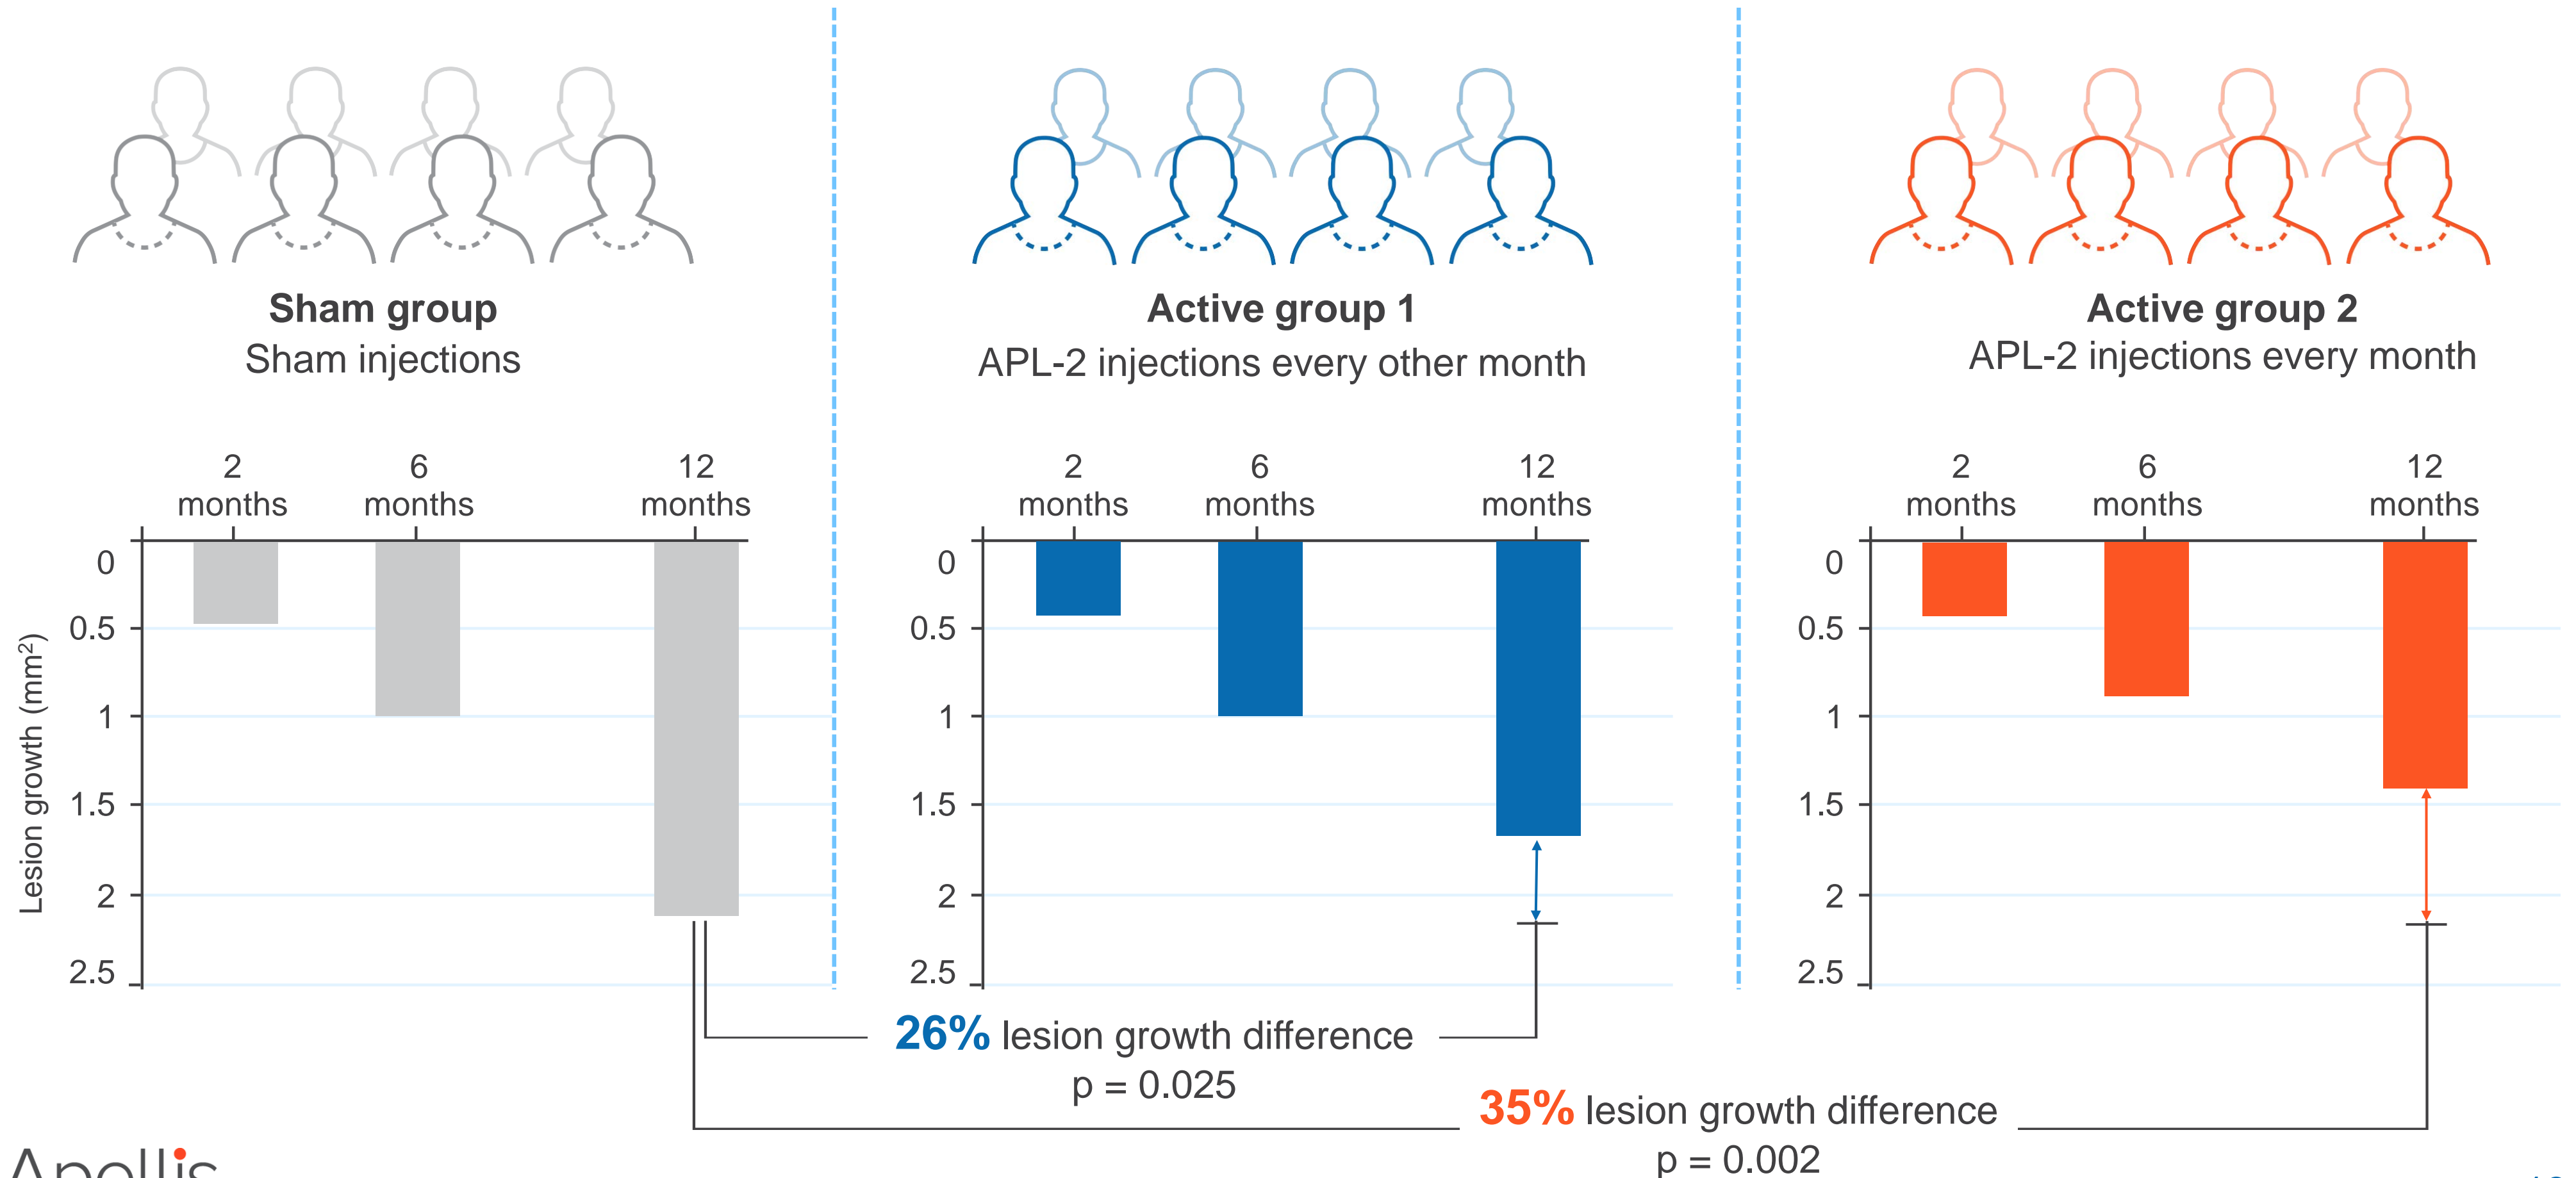 Sham group
Sham injections
Active group 1
APL-2 injections every other month
Active group 2
APL-2 injections every month
2 months
6 months
12 months
Lesion growth (mm²)
0
0.5
1
1.5
2
2.5
2 months
6 months
12 months
0
0.5
1
1.5
2
2.5
2 months
6 months
12 months
0
0.5
1
1.5
2
2.5
26% lesion growth difference
p = 0.025
35% lesion growth difference
p = 0.002